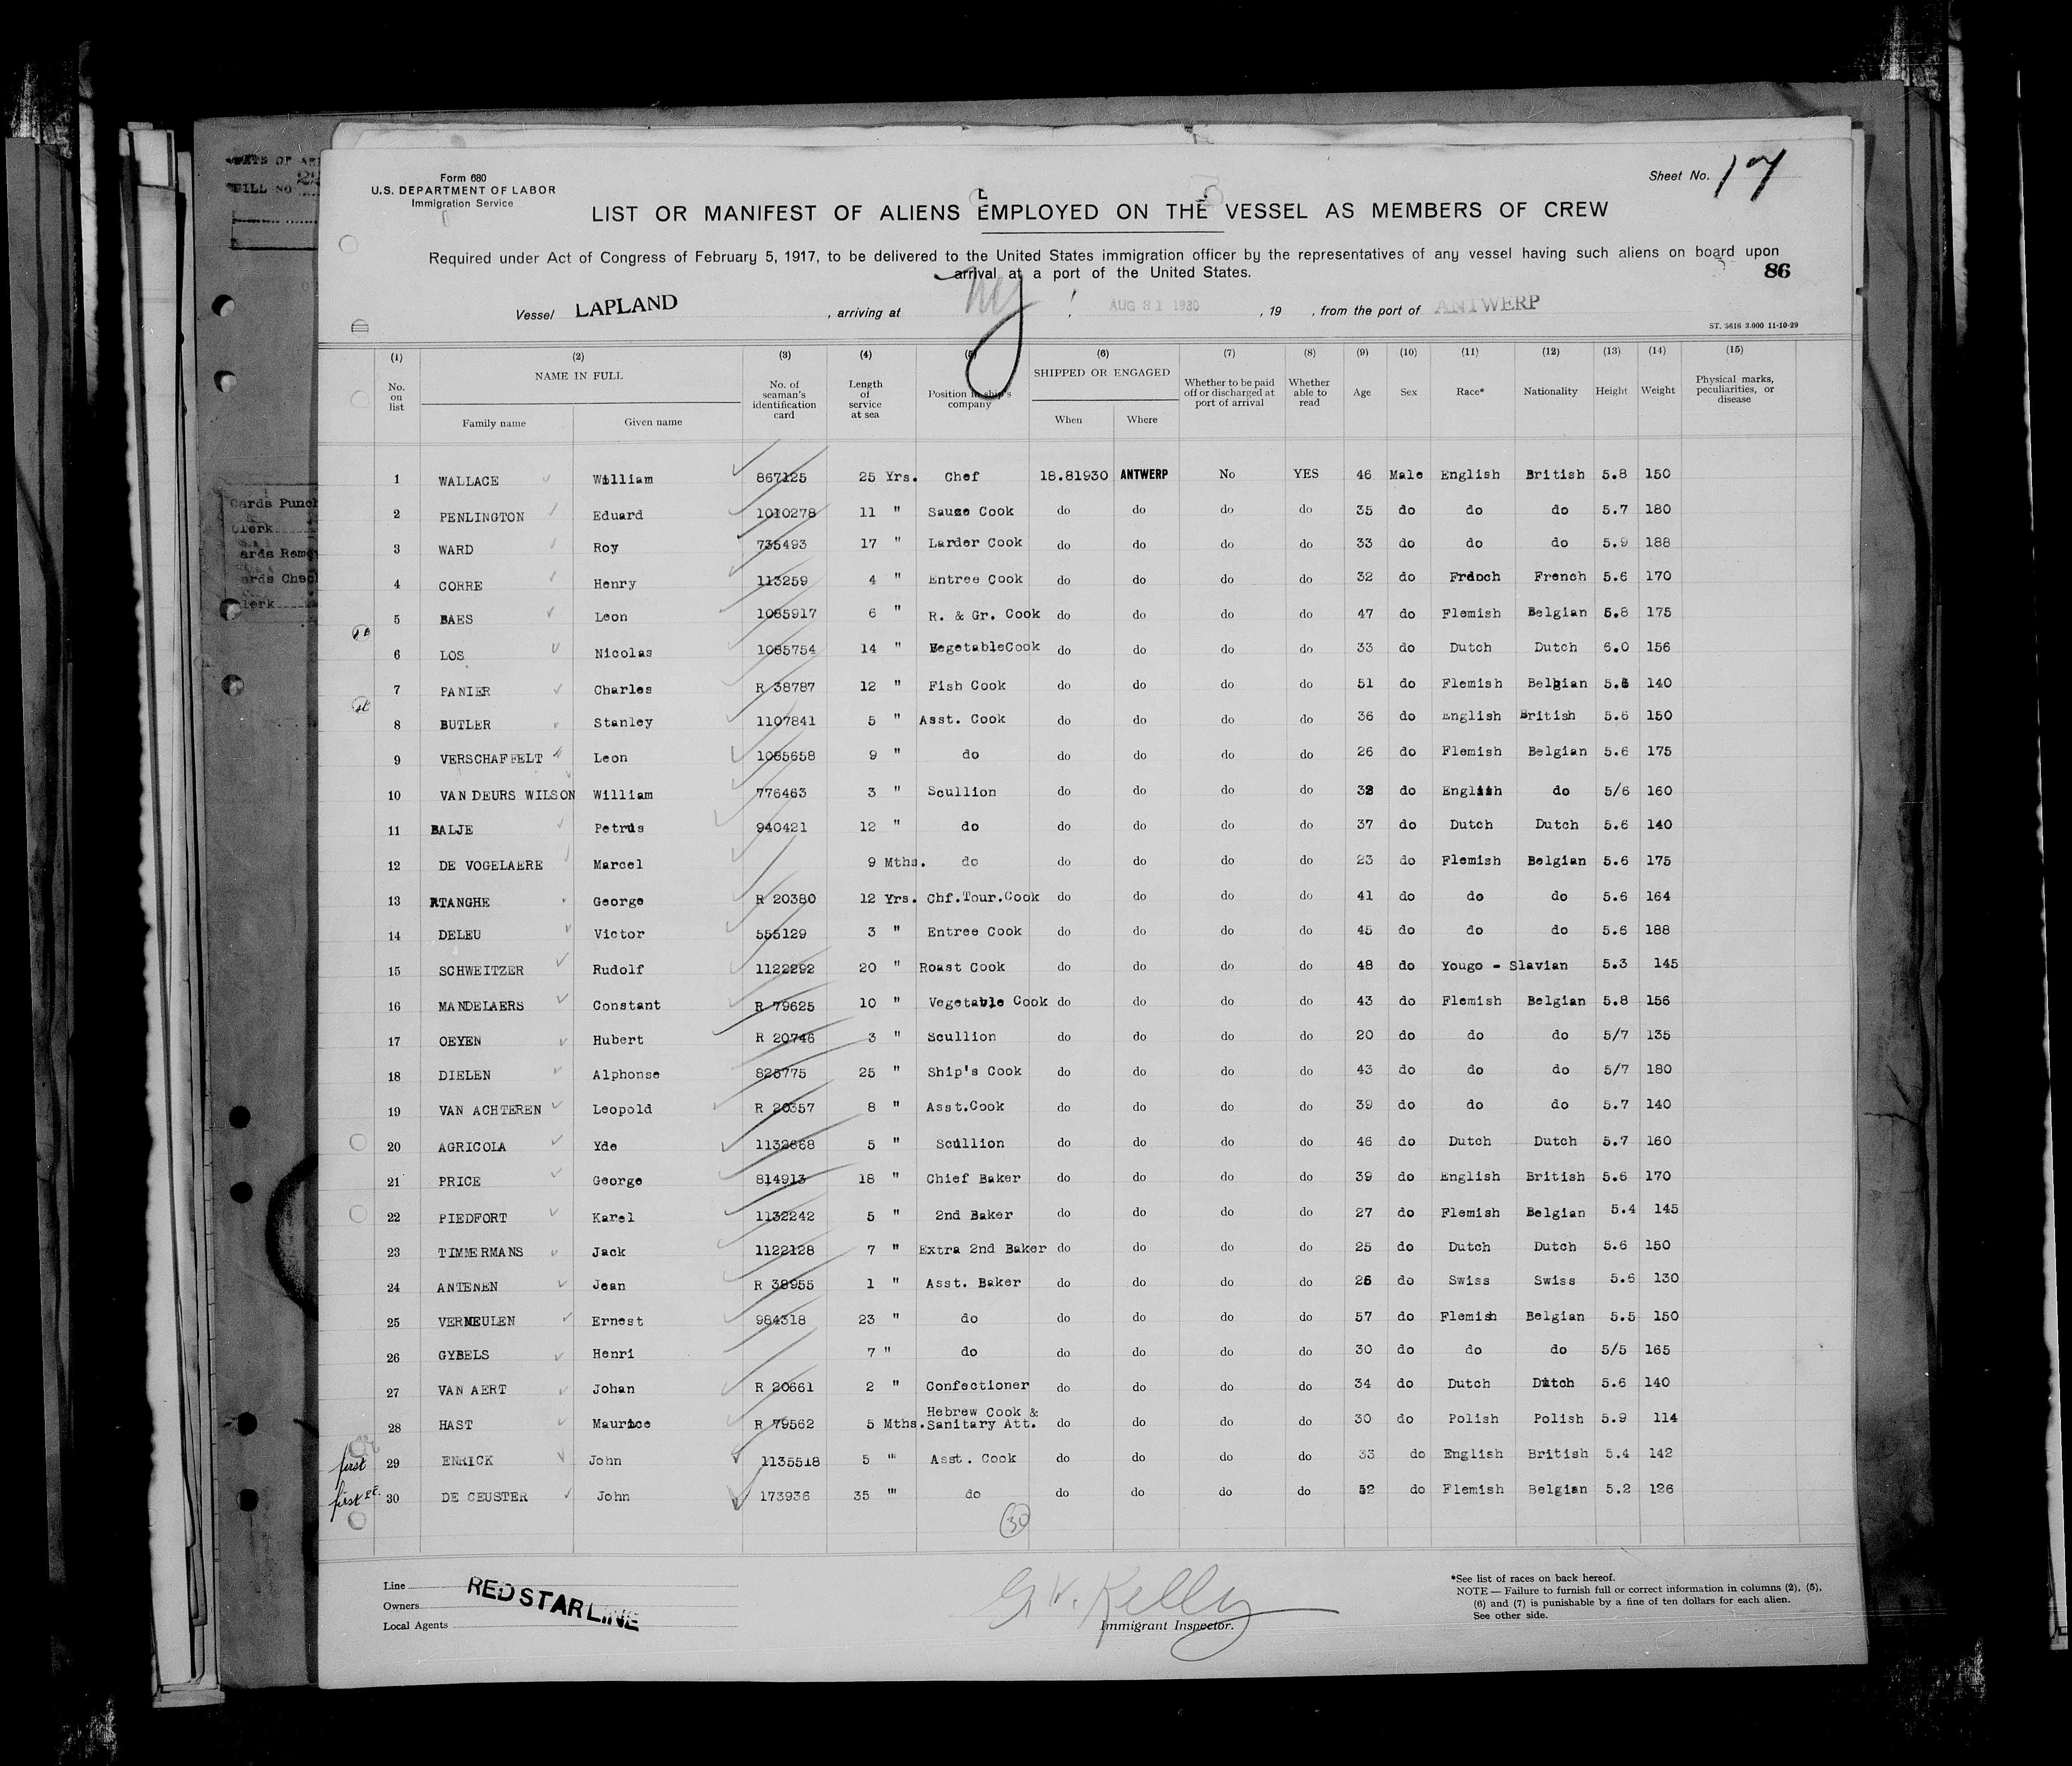 Form 680
U.S. DEPARTMENT OF LABOR
Immigration Service
Sheet No. 17
LIST OR MANIFEST OF ALIENS EMPLOYED ON THE VESSEL AS MEMBERS OF CREW
Required under Act of Congress of February 5, 1917, to be delivered to the United States immigration officer by the representatives of any vessel having such aliens on board upon
arrival at a port of the United States.
86
Vessel LAPLAND , arriving at NY , AUG 31 1930 , 19 , from the port of ANTWERP
ST. 5616 3.000 11-10-29
(1) (2) (3) (4) (5) (6) (7) (8) (9) (10) (11) (12) (13) (14) (15)
No. on list NAME IN FULL Family name Given name No. of seaman's identification card Length of service at sea Position in ship's company SHIPPED OR ENGAGED When Where Whether to be paid off or discharged at port of arrival Whether able to read Age Sex Race* Nationality Height Weight Physical marks, peculiarities, or disease
1 WALLACE William 867125 25 Yrs. Chef 18.81930 ANTWERP No YES 46 Male English British 5.8 150
2 PENLINGTON Eduard 1010278 11 " Sauce Cook do do do do 35 do do do 5.7 180
3 WARD Roy 735493 17 " Larder Cook do do do do 33 do do do 5.9 188
4 CORRE Henry 113259 4 " Entree Cook do do do do 32 do French 5.6 170
5 BAES Leon 1085917 6 " R. & Gr. Cook do do do do 47 do Flemish Belgian 5.8 175
6 LOS Nicolas 1085754 14 " VegetableCook do do do do 33 do Dutch Dutch 6.0 156
7 PANIER Charles R 38787 12 " Fish Cook do do do do 51 do Flemish Belgian 140
8 BUTLER Stanley 1107841 5 " Asst. Cook do do do do 36 do English British 5.6 150
9 VERSCHAFFELT Leon 1085658 9 " do do do do do 26 do Flemish Belgian 5.6 175
10 VAN DEURS WILSON William 776463 3 " Scullion do do do do do English do 5/6 160
11 BALJE Petrus 940421 12 " do do do do do 37 do Dutch Dutch 5.6 140
12 DE VOGELAERE Marcel 9 Mths. do do do do do 23 do Flemish Belgian 5.6 175
13 TANGHE George R 20380 12 Yrs. Chf.Tour.Cook do do do do 41 do do do 5.6 164
14 DELEU Victor 555129 3 " Entree Cook do do do do 45 do do do 5.6 188
15 SCHWEITZER Rudolf 1122292 20 " Roast Cook do do do do 48 do Yougo - Slavian 5.3 145
16 MANDELAERS Constant R 79625 10 " Vegetable Cook do do do do 43 do Flemish Belgian 5.8 156
17 OEYEN Hubert R 20746 3 " Scullion do do do do 20 do do do 5/7 135
18 DIELEN Alphonse 825775 25 " Ship's Cook do do do do 43 do do do 5/7 180
19 VAN ACHTEREN Leopold R 20357 8 " Asst.Cook do do do do 39 do do do 5.7 140
20 AGRICOLA Yde 1132668 5 " Scullion do do do do 46 do Dutch Dutch 5.7 160
21 PRICE George 814913 18 " Chief Baker do do do do 39 do English British 5.6 170
22 PIEDFORT Karel 1132242 5 " 2nd Baker do do do do 27 do Flemish Belgian 5.4 145
23 TIMMERMANS Jack 1122128 7 " Extra 2nd Baker do do do do 25 do Dutch Dutch 5.6 150
24 ANTENEN Jean R 38955 1 " Asst. Baker do do do do 26 do Swiss Swiss 5.6 130
25 VERMEULEN Ernest 984318 23 " do do do do do 57 do Flemish Belgian 5.5 150
26 GYBELS Henri 7 " do do do do do 30 do do do 5/5 165
27 VAN AERT Johan R 20661 2 " Confectioner do do do do 34 do Dutch Dutch 5.6 140
28 HAST Maurice R 79562 5 Mths. Hebrew Cook & Sanitary Att. do do do do 30 do Polish Polish 5.9 114
first 29 ENRICK John 1135518 5 "' Asst. Cook do do do do 33 do English British 5.4 142
first 30 DE CEUSTER John 173936 35 "' do do do do do 52 do Flemish Belgian 5.2 126
30
Line
Owners RED STAR LINE
Local Agents
G. V. Kelly
Immigrant Inspector.
*See list of races on back hereof.
NOTE — Failure to furnish full or correct information in columns (2), (5),
(6) and (7) is punishable by a fine of ten dollars for each alien.
See other side.